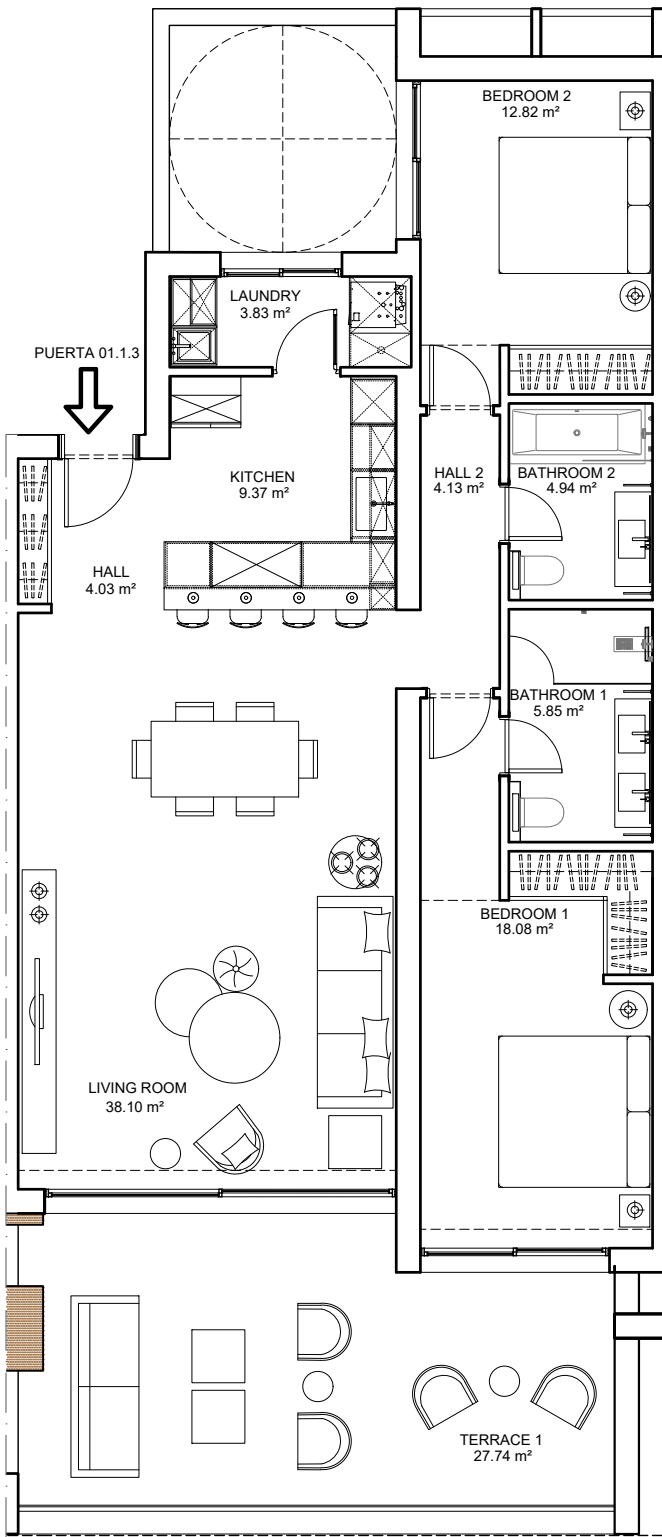 BEDROOM 2
12.82 m²
LAUNDRY
3.83 m²
PUERTA 01.1.3
KITCHEN
9.37 m²
HALL 2
4.13 m²
BATHROOM 2
4.94 m²
HALL
4.03 m²
BATHROOM 1
5.85 m²
BEDROOM 1
18.08 m²
LIVING ROOM
38.10 m²
TERRACE 1
27.74 m²